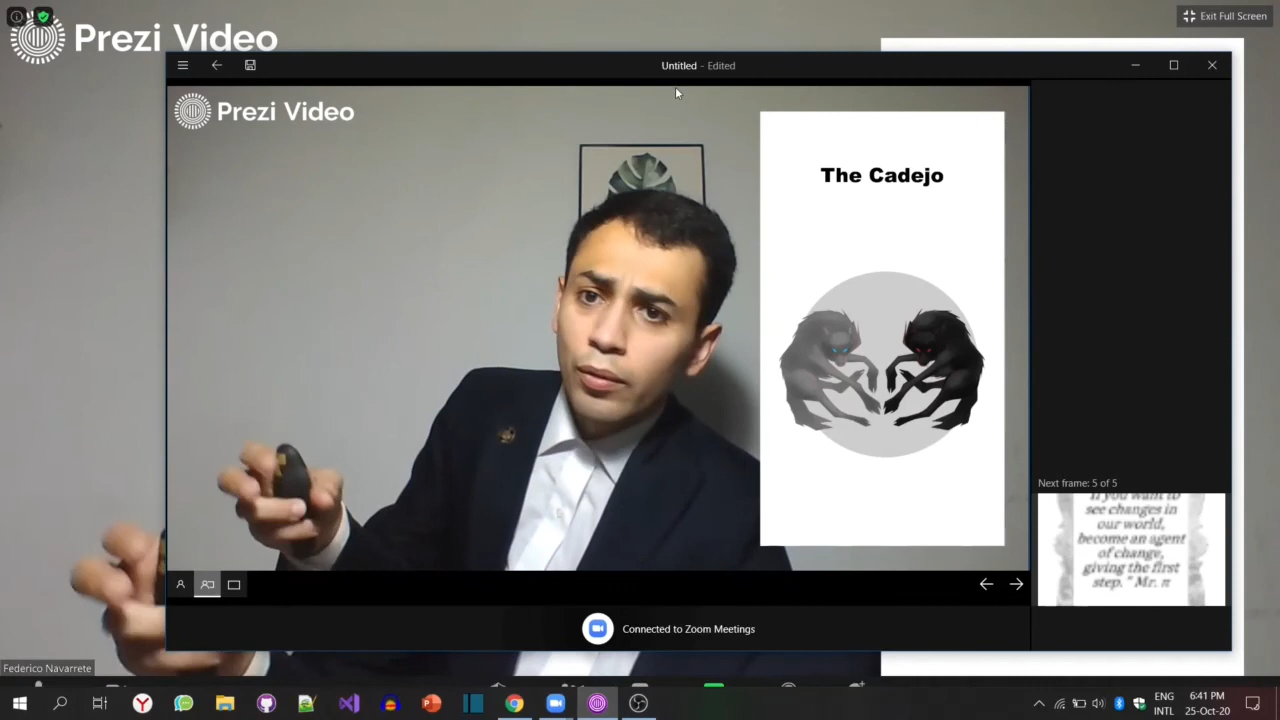 Prezi Video
Exit Full Screen
Untitled - Edited
Prezi Video
The Cadejo
Next frame: 5 of 5
"If you want to
see changes in
our world,
become an agent
of change,
giving the first
step." Mr. π
Connected to Zoom Meetings
Federico Navarrete
ENG
INTL
6:41 PM
25-Oct-20